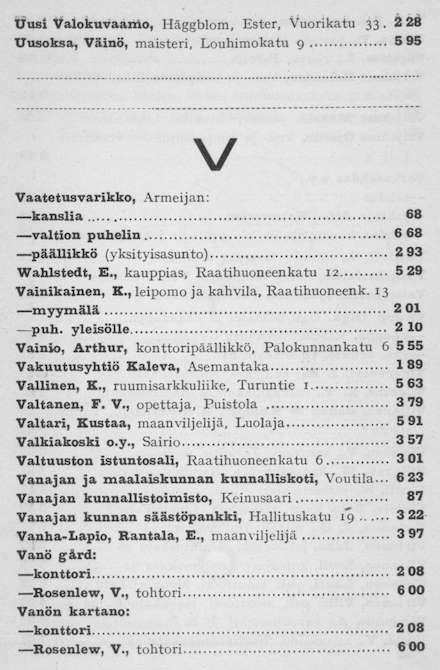 Uusi Valokuvaamo, Häggblom, Ester, Vuorikatu 33. 2 28
Uusoksa, Väinö, maisteri, Louhimokatu 9 ................ 5 95
V
Vaatetusvarikko, Armeijan:
—kanslia ................ 68
—valtion puhelin ................ 6 68
—päällikkö (yksityisasunto) ................ 2 93
Wahlstedt, E., kauppias, Raatihuoneenkatu 12 .......... 5 29
Vainikainen, K., leipomo ja kahvila, Raatihuoneenk. 13
—myymälä ................ 2 01
—puh. yleisölle ................ 2 10
Vainio, Arthur, konttoripäällikkö, Palokunnankatu 6 5 55
Vakuutusyhtiö Kaleva, Asemantaka ................ 1 89
Vallinen, K., ruumisarkkuliike, Turuntie 1 ................ 5 63
Valtanen, F. V., opettaja, Puistola ................ 3 79
Valtari, Kustaa, maanviljelijä, Luolaja ................ 5 91
Valkiakoski o.y., Sairio ................ 3 57
Valtuuston istuntosali, Raatihuoneenkatu 6 ............. 3 01
Vanajan ja maalaiskunnan kunnalliskoti, Voutila... 6 23
Vanajan kunnallistoimisto, Keinusaari ................ 87
Vanajan kunnan säästöpankki, Hallituskatu 19 ....... 3 22
Vanha-Lapio, Rantala, E., maanviljelijä ................ 3 97
Vanö gård:
—konttori ................ 2 08
—Rosenlew, V., tohtori ................ 6 00
Vanön kartano:
—konttori ................ 2 08
—Rosenlew, V., tohtori ................ 6 00